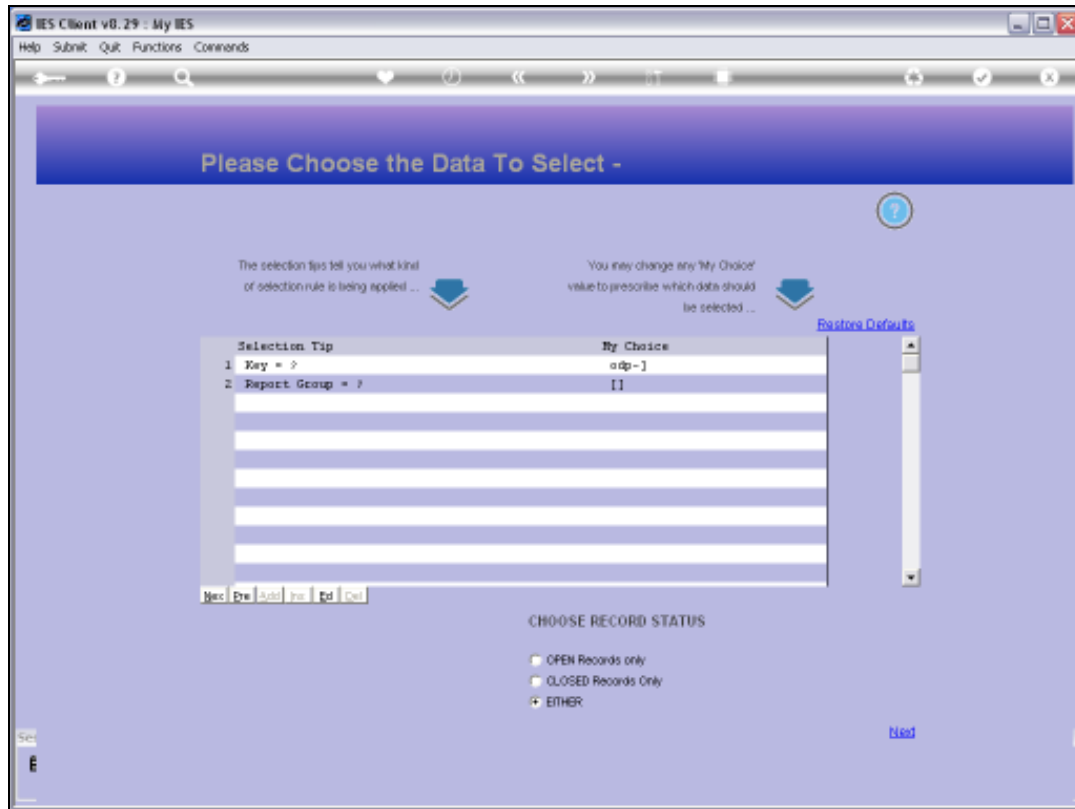 IES Client v8.29 : My IES
Help Submit Quit Functions Commands
Please Choose the Data To Select -
The selection tips tell you what kind
of selection rule is being applied ...
You may change any 'My Choice'
value to prescribe which data should
be selected ...
Restore Defaults
Selection Tip My Choice
1 Key = ? odp-]
2 Report Group = ? []
Nex Pre Add Ins Ed Del
CHOOSE RECORD STATUS
OPEN Records only
CLOSED Records Only
EITHER
Next